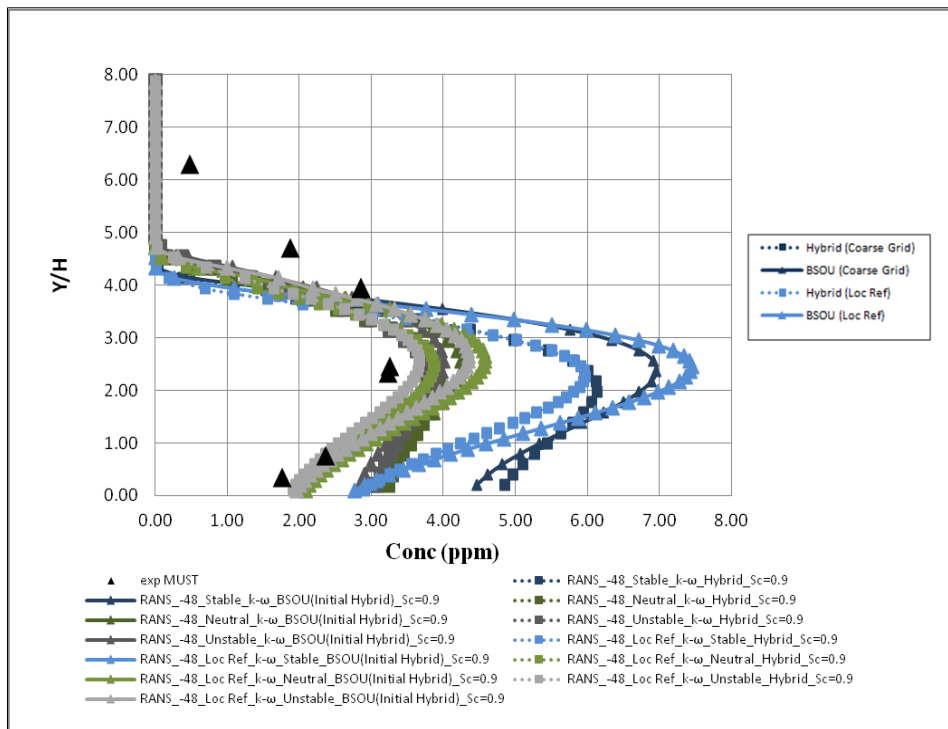 Y/H
8.00
7.00
6.00
5.00
4.00
3.00
2.00
1.00
0.00
0.00 1.00 2.00 3.00 4.00 5.00 6.00 7.00 8.00
Conc (ppm)
Hybrid (Coarse Grid)
BSOU (Coarse Grid)
Hybrid (Loc Ref)
BSOU (Loc Ref)
exp MUST
RANS_-48_Stable_k-ω_Hybrid_Sc=0.9
RANS_-48_Stable_k-ω_BSOU(Initial Hybrid)_Sc=0.9
RANS_-48_Neutral_k-ω_Hybrid_Sc=0.9
RANS_-48_Neutral_k-ω_BSOU(Initial Hybrid)_Sc=0.9
RANS_-48_Unstable_k-ω_Hybrid_Sc=0.9
RANS_-48_Unstable_k-ω_BSOU(Initial Hybrid)_Sc=0.9
RANS_-48_Loc Ref_k-ω_Stable_Hybrid_Sc=0.9
RANS_-48_Loc Ref_k-ω_Stable_BSOU(Initial Hybrid)_Sc=0.9
RANS_-48_Loc Ref_k-ω_Neutral_Hybrid_Sc=0.9
RANS_-48_Loc Ref_k-ω_Neutral_BSOU(Initial Hybrid)_Sc=0.9
RANS_-48_Loc Ref_k-ω_Unstable_Hybrid_Sc=0.9
RANS_-48_Loc Ref_k-ω_Unstable_BSOU(Initial Hybrid)_Sc=0.9